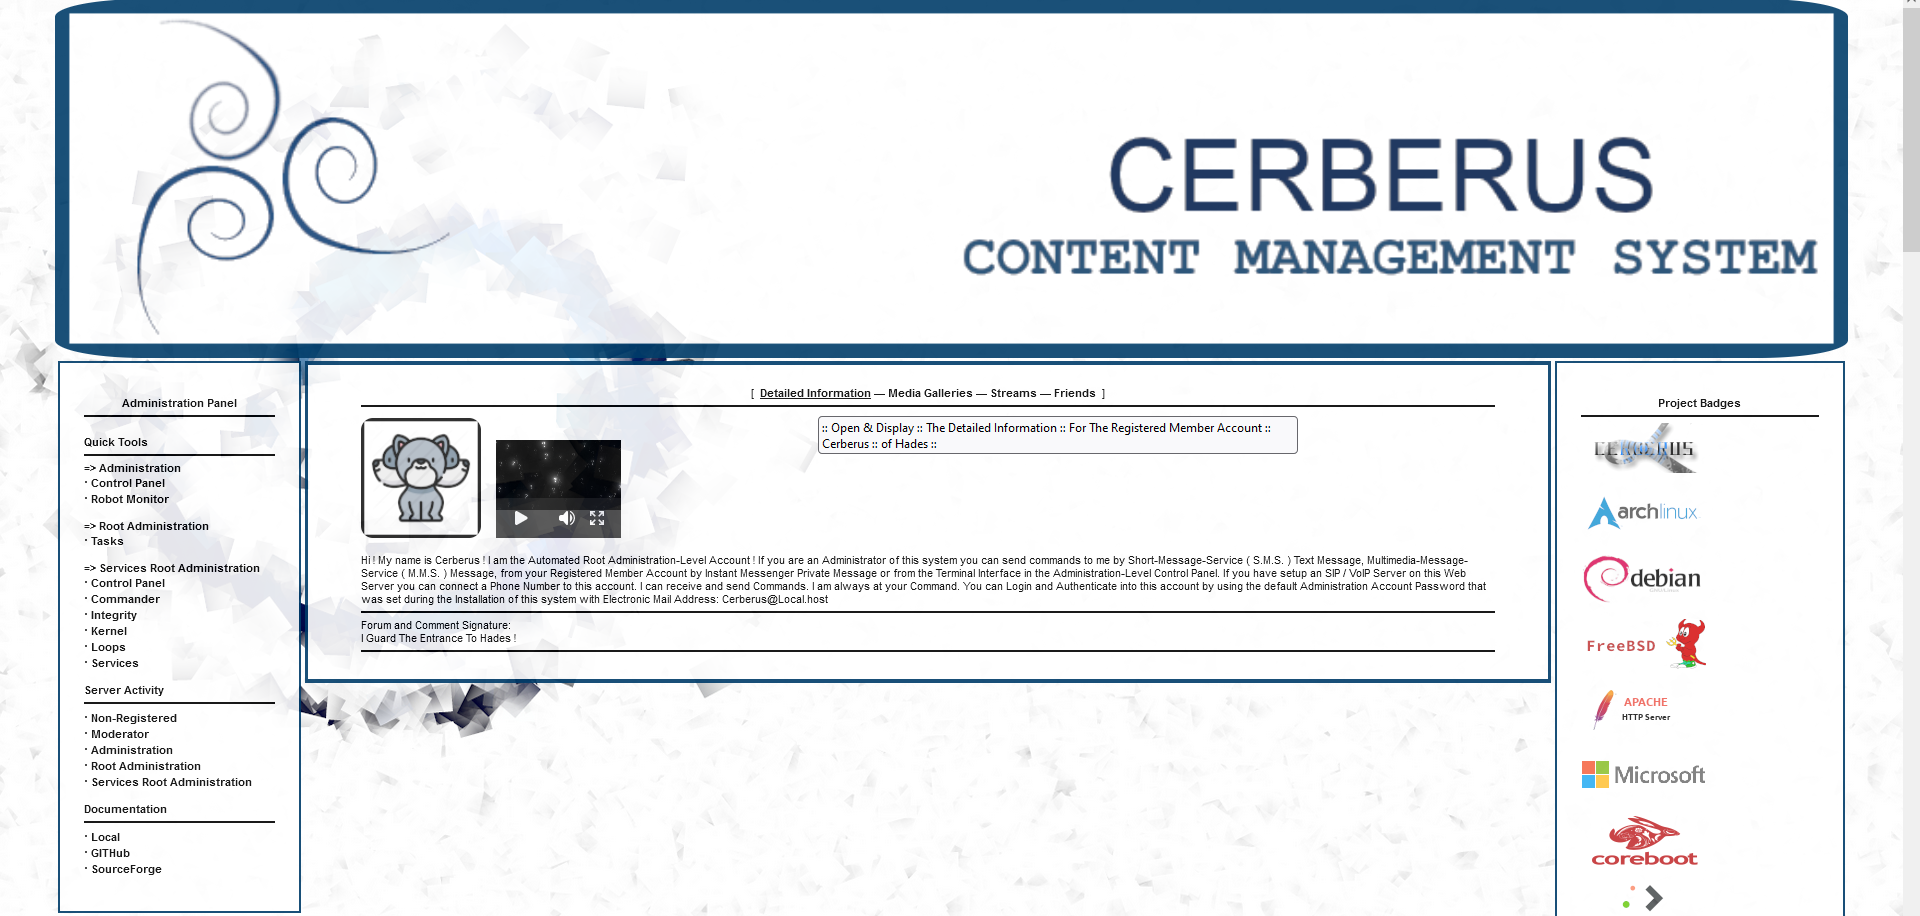 CERBERUS
CONTENT MANAGEMENT SYSTEM
Administration Panel
Quick Tools
=> Administration
· Control Panel
· Robot Monitor
=> Root Administration
· Tasks
=> Services Root Administration
· Control Panel
· Commander
· Integrity
· Kernel
· Loops
· Services
Server Activity
· Non-Registered
· Moderator
· Administration
· Root Administration
· Services Root Administration
Documentation
· Local
· GITHub
· SourceForge
[ Detailed Information — Media Galleries — Streams — Friends ]
:: Open & Display :: The Detailed Information :: For The Registered Member Account ::
Cerberus :: of Hades ::
Hi ! My name is Cerberus ! I am the Automated Root Administration-Level Account ! If you are an Administrator of this system you can send commands to me by Short-Message-Service ( S.M.S. ) Text Message, Multimedia-Message-
Service ( M.M.S. ) Message, from your Registered Member Account by Instant Messenger Private Message or from the Terminal Interface in the Administration-Level Control Panel. If you have setup an SIP / VoIP Server on this Web
Server you can connect a Phone Number to this account. I can receive and send Commands. I am always at your Command. You can Login and Authenticate into this account by using the default Administration Account Password that
was set during the Installation of this system with Electronic Mail Address: Cerberus@Local.host
Forum and Comment Signature:
I Guard The Entrance To Hades !
Project Badges
CERBERUS
archlinux
debian
FreeBSD
APACHE
HTTP Server
Microsoft
coreboot